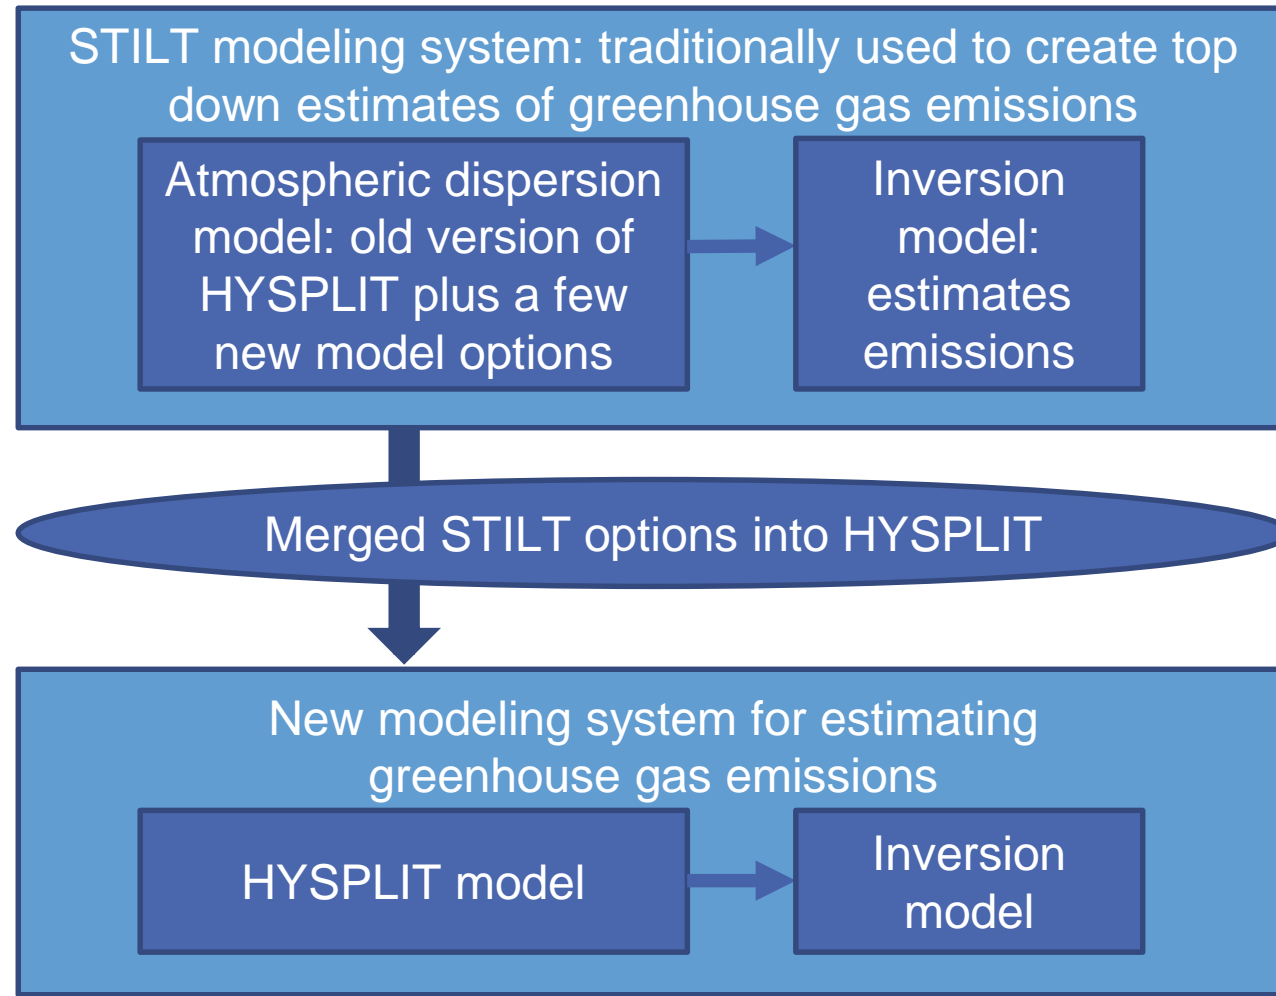 STILT modeling system: traditionally used to create top
down estimates of greenhouse gas emissions
Atmospheric dispersion
model: old version of
HYSPLIT plus a few
new model options
Inversion
model:
estimates
emissions
Merged STILT options into HYSPLIT
New modeling system for estimating
greenhouse gas emissions
HYSPLIT model
Inversion
model